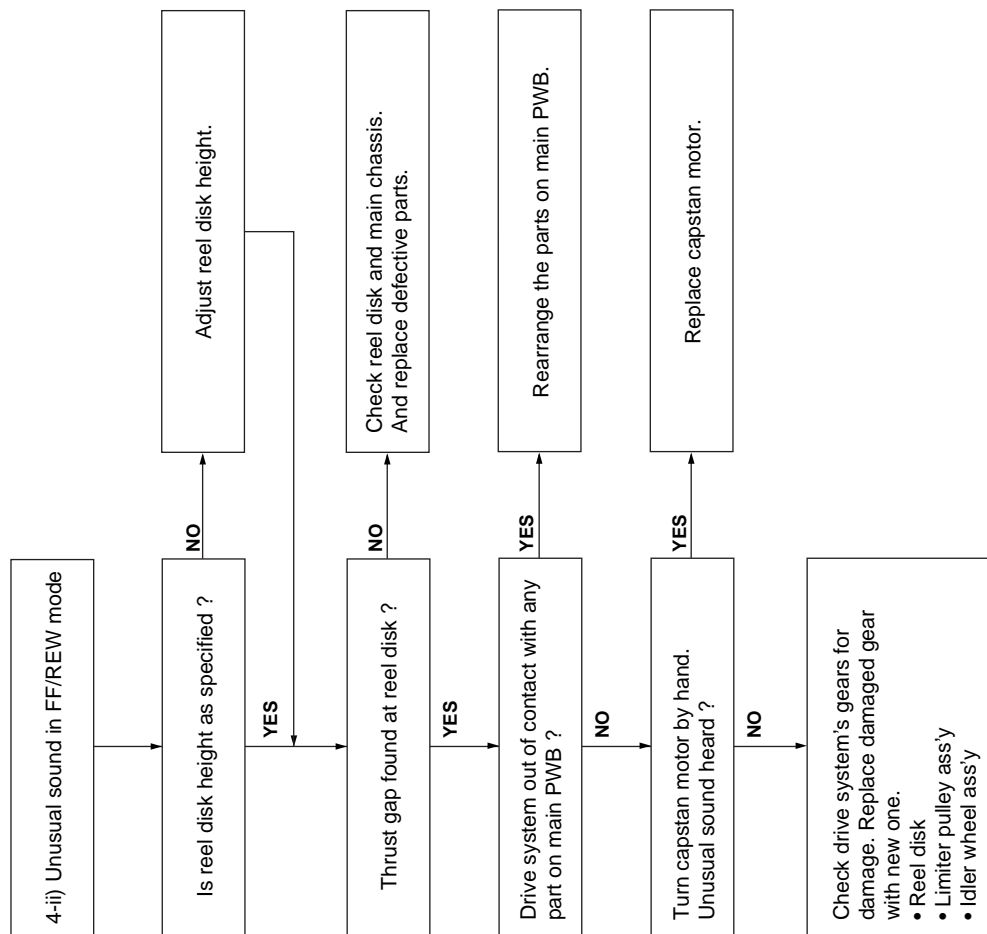 4-ii) Unusual sound in FF/REW mode
Is reel disk height as specified ?
NO
Adjust reel disk height.
YES
Thrust gap found at reel disk ?
NO
Check reel disk and main chassis.
And replace defective parts.
YES
Drive system out of contact with any
part on main PWB ?
YES
Rearrange the parts on main PWB.
NO
Turn capstan motor by hand.
Unusual sound heard ?
YES
Replace capstan motor.
NO
Check drive system's gears for
damage. Replace damaged gear
with new one.
• Reel disk
• Limiter pulley ass'y
• Idler wheel ass'y